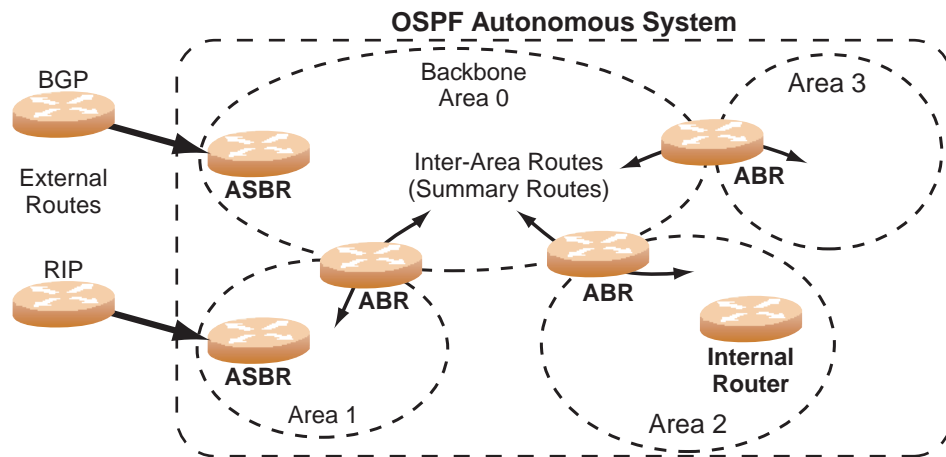 OSPF Autonomous System
BGP
Backbone
Area 0
Area 3
ASBR
Inter-Area Routes
(Summary Routes)
ABR
External
Routes
RIP
ABR
ABR
ASBR
Internal
Router
Area 1
Area 2